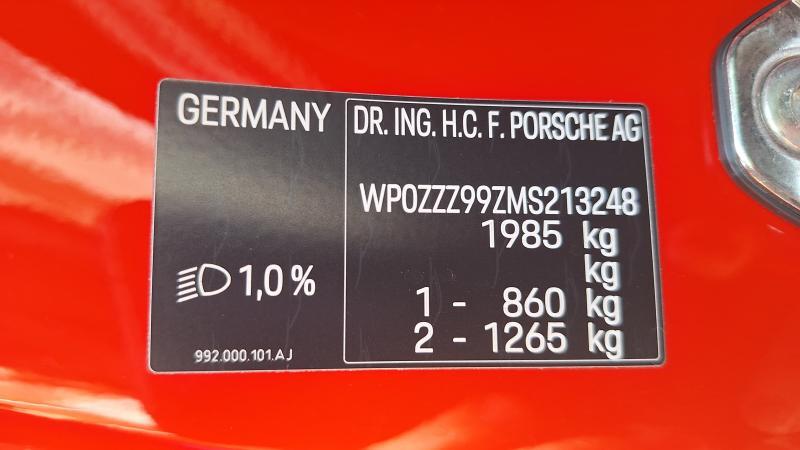 GERMANY
DR. ING. H.C. F. PORSCHE AG
WP0ZZZ99ZMS213248
1985 kg
kg
1 - 860 kg
2 - 1265 kg
1,0 %
992.000.101.AJ